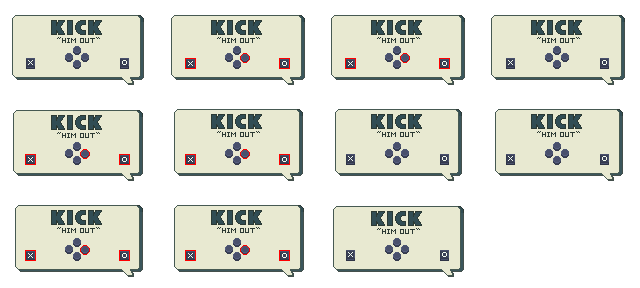 KICK KICK KICK KICK
"HIM OUT" "HIM OUT" "HIM OUT" "HIM OUT"
X O X O X O X O
KICK KICK KICK KICK
"HIM OUT" "HIM OUT" "HIM OUT" "HIM OUT"
X O X O X O X O
KICK KICK KICK
"HIM OUT" "HIM OUT" "HIM OUT"
X O X O X O